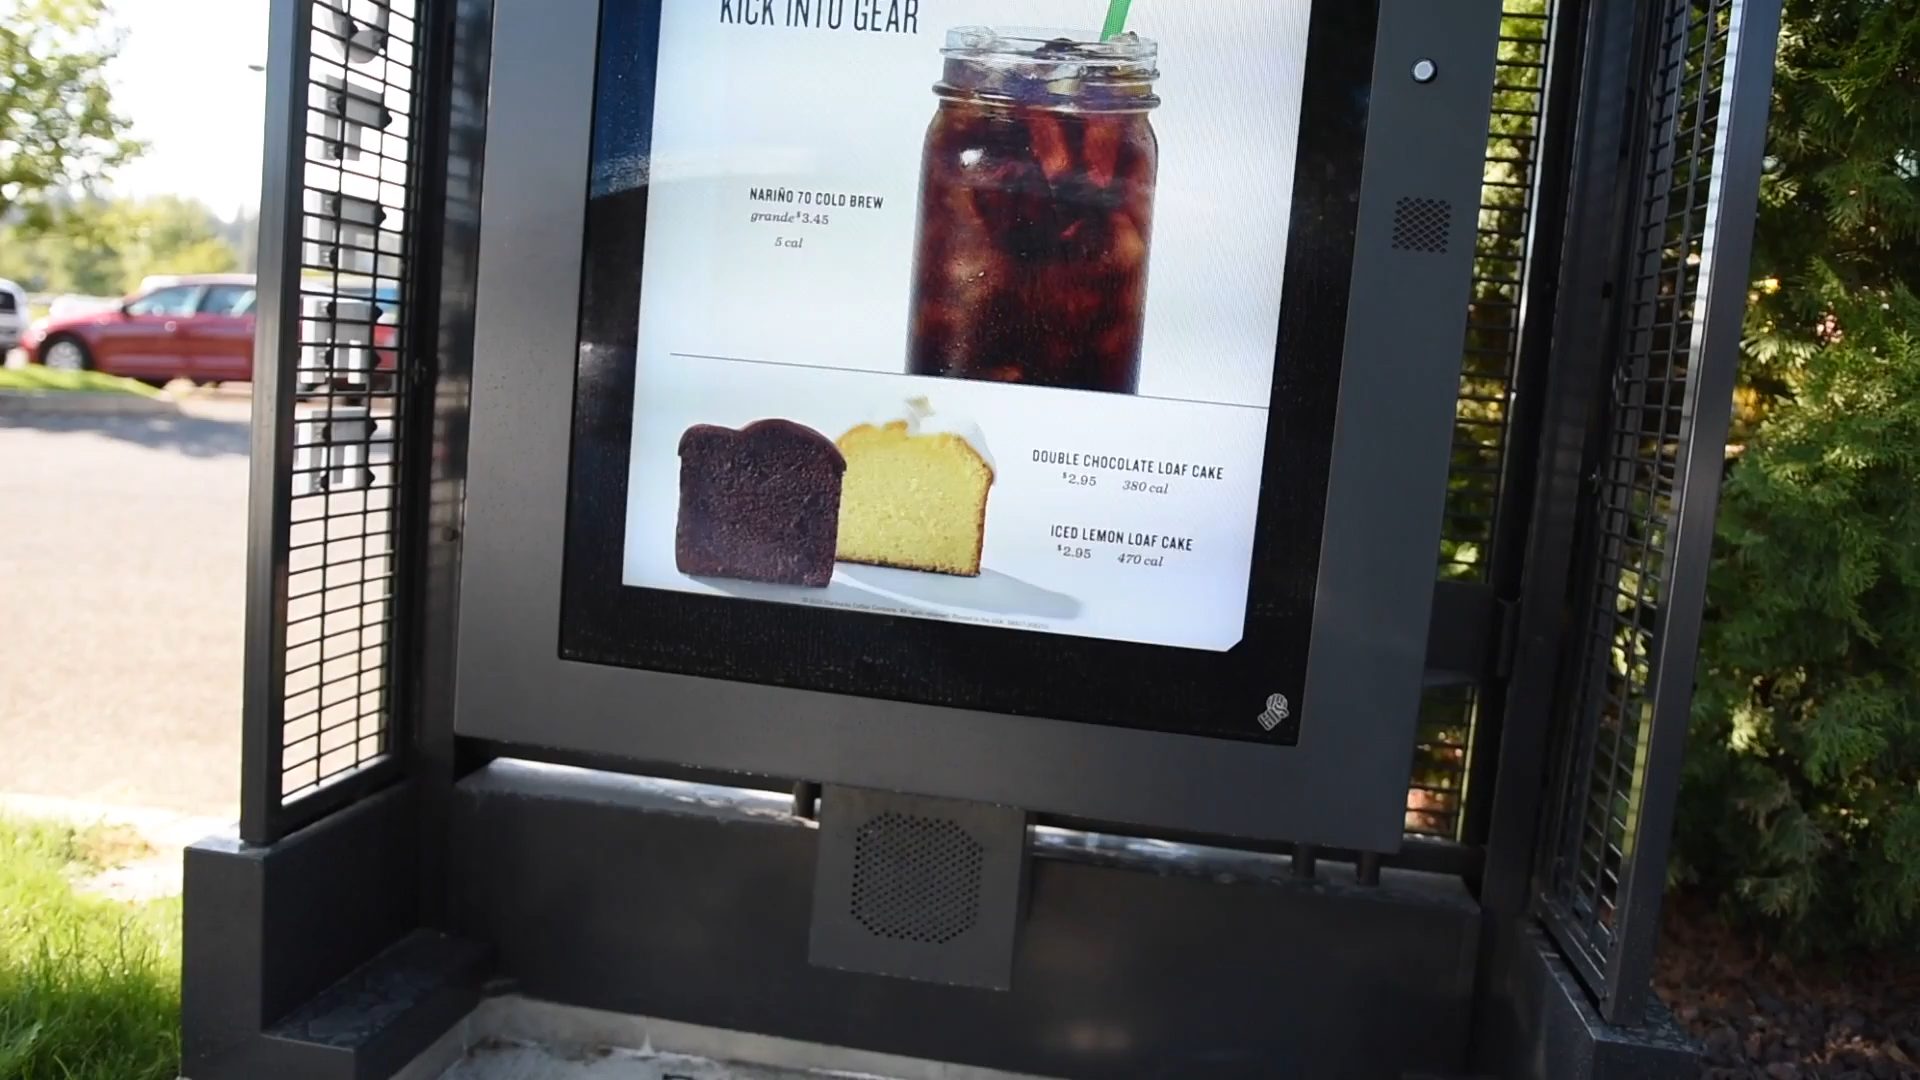 KICK INTO GEAR
NARIÑO 70 COLD BREW
grande $3.45
5 cal
DOUBLE CHOCOLATE LOAF CAKE
$2.95 380 cal
ICED LEMON LOAF CAKE
$2.95 470 cal